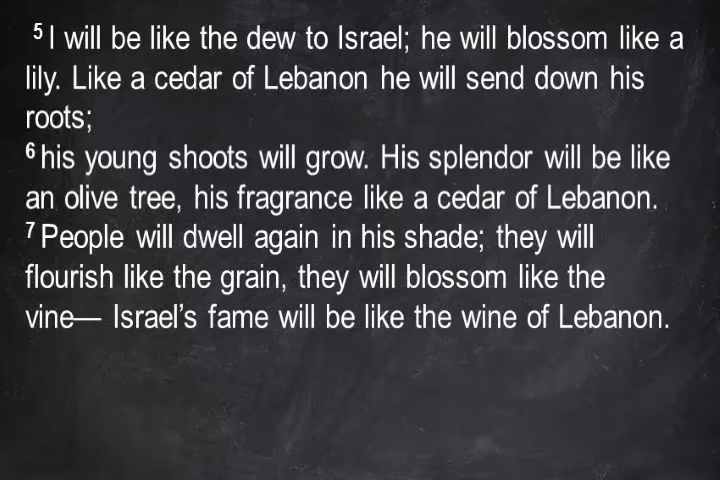 5 I will be like the dew to Israel; he will blossom like a
lily. Like a cedar of Lebanon he will send down his
roots;
6 his young shoots will grow. His splendor will be like
an olive tree, his fragrance like a cedar of Lebanon.
7 People will dwell again in his shade; they will
flourish like the grain, they will blossom like the
vine— Israel’s fame will be like the wine of Lebanon.